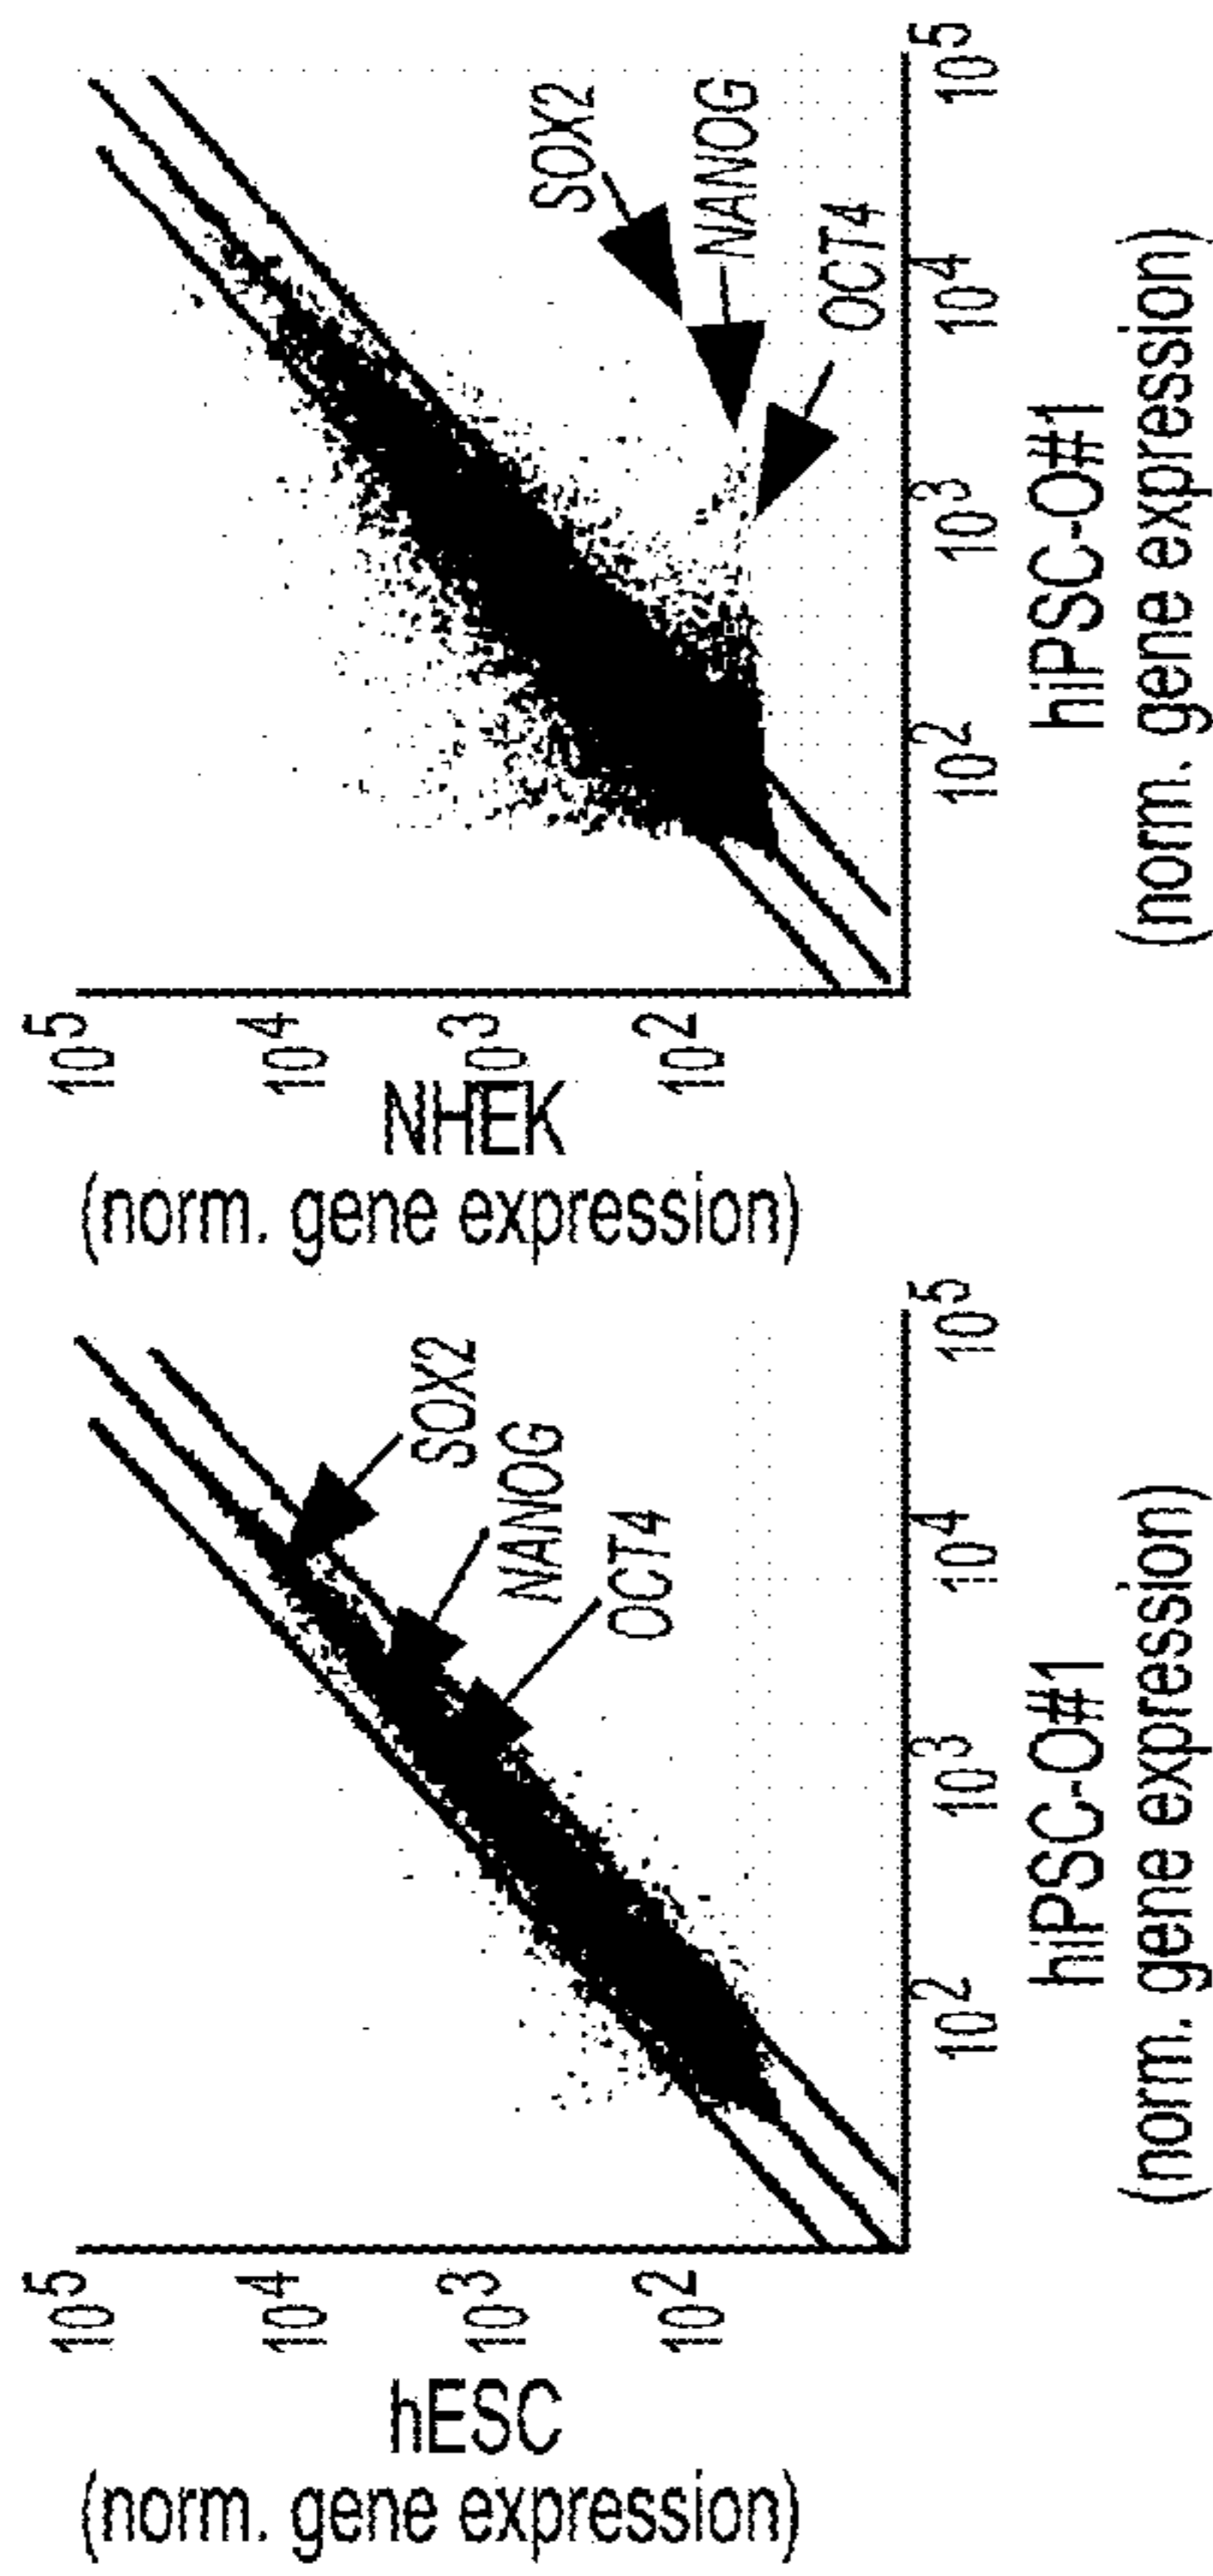 10^5
10^4
10^3
10^2
hESC
(norm. gene expression)
SOX2
NANOG
OCT4
10^2
10^3
10^4
10^5
hiPSC-O#1
(norm. gene expression)
10^5
10^4
10^3
10^2
NHEK
(norm. gene expression)
SOX2
NANOG
OCT4
10^2
10^3
10^4
10^5
hiPSC-O#1
(norm. gene expression)